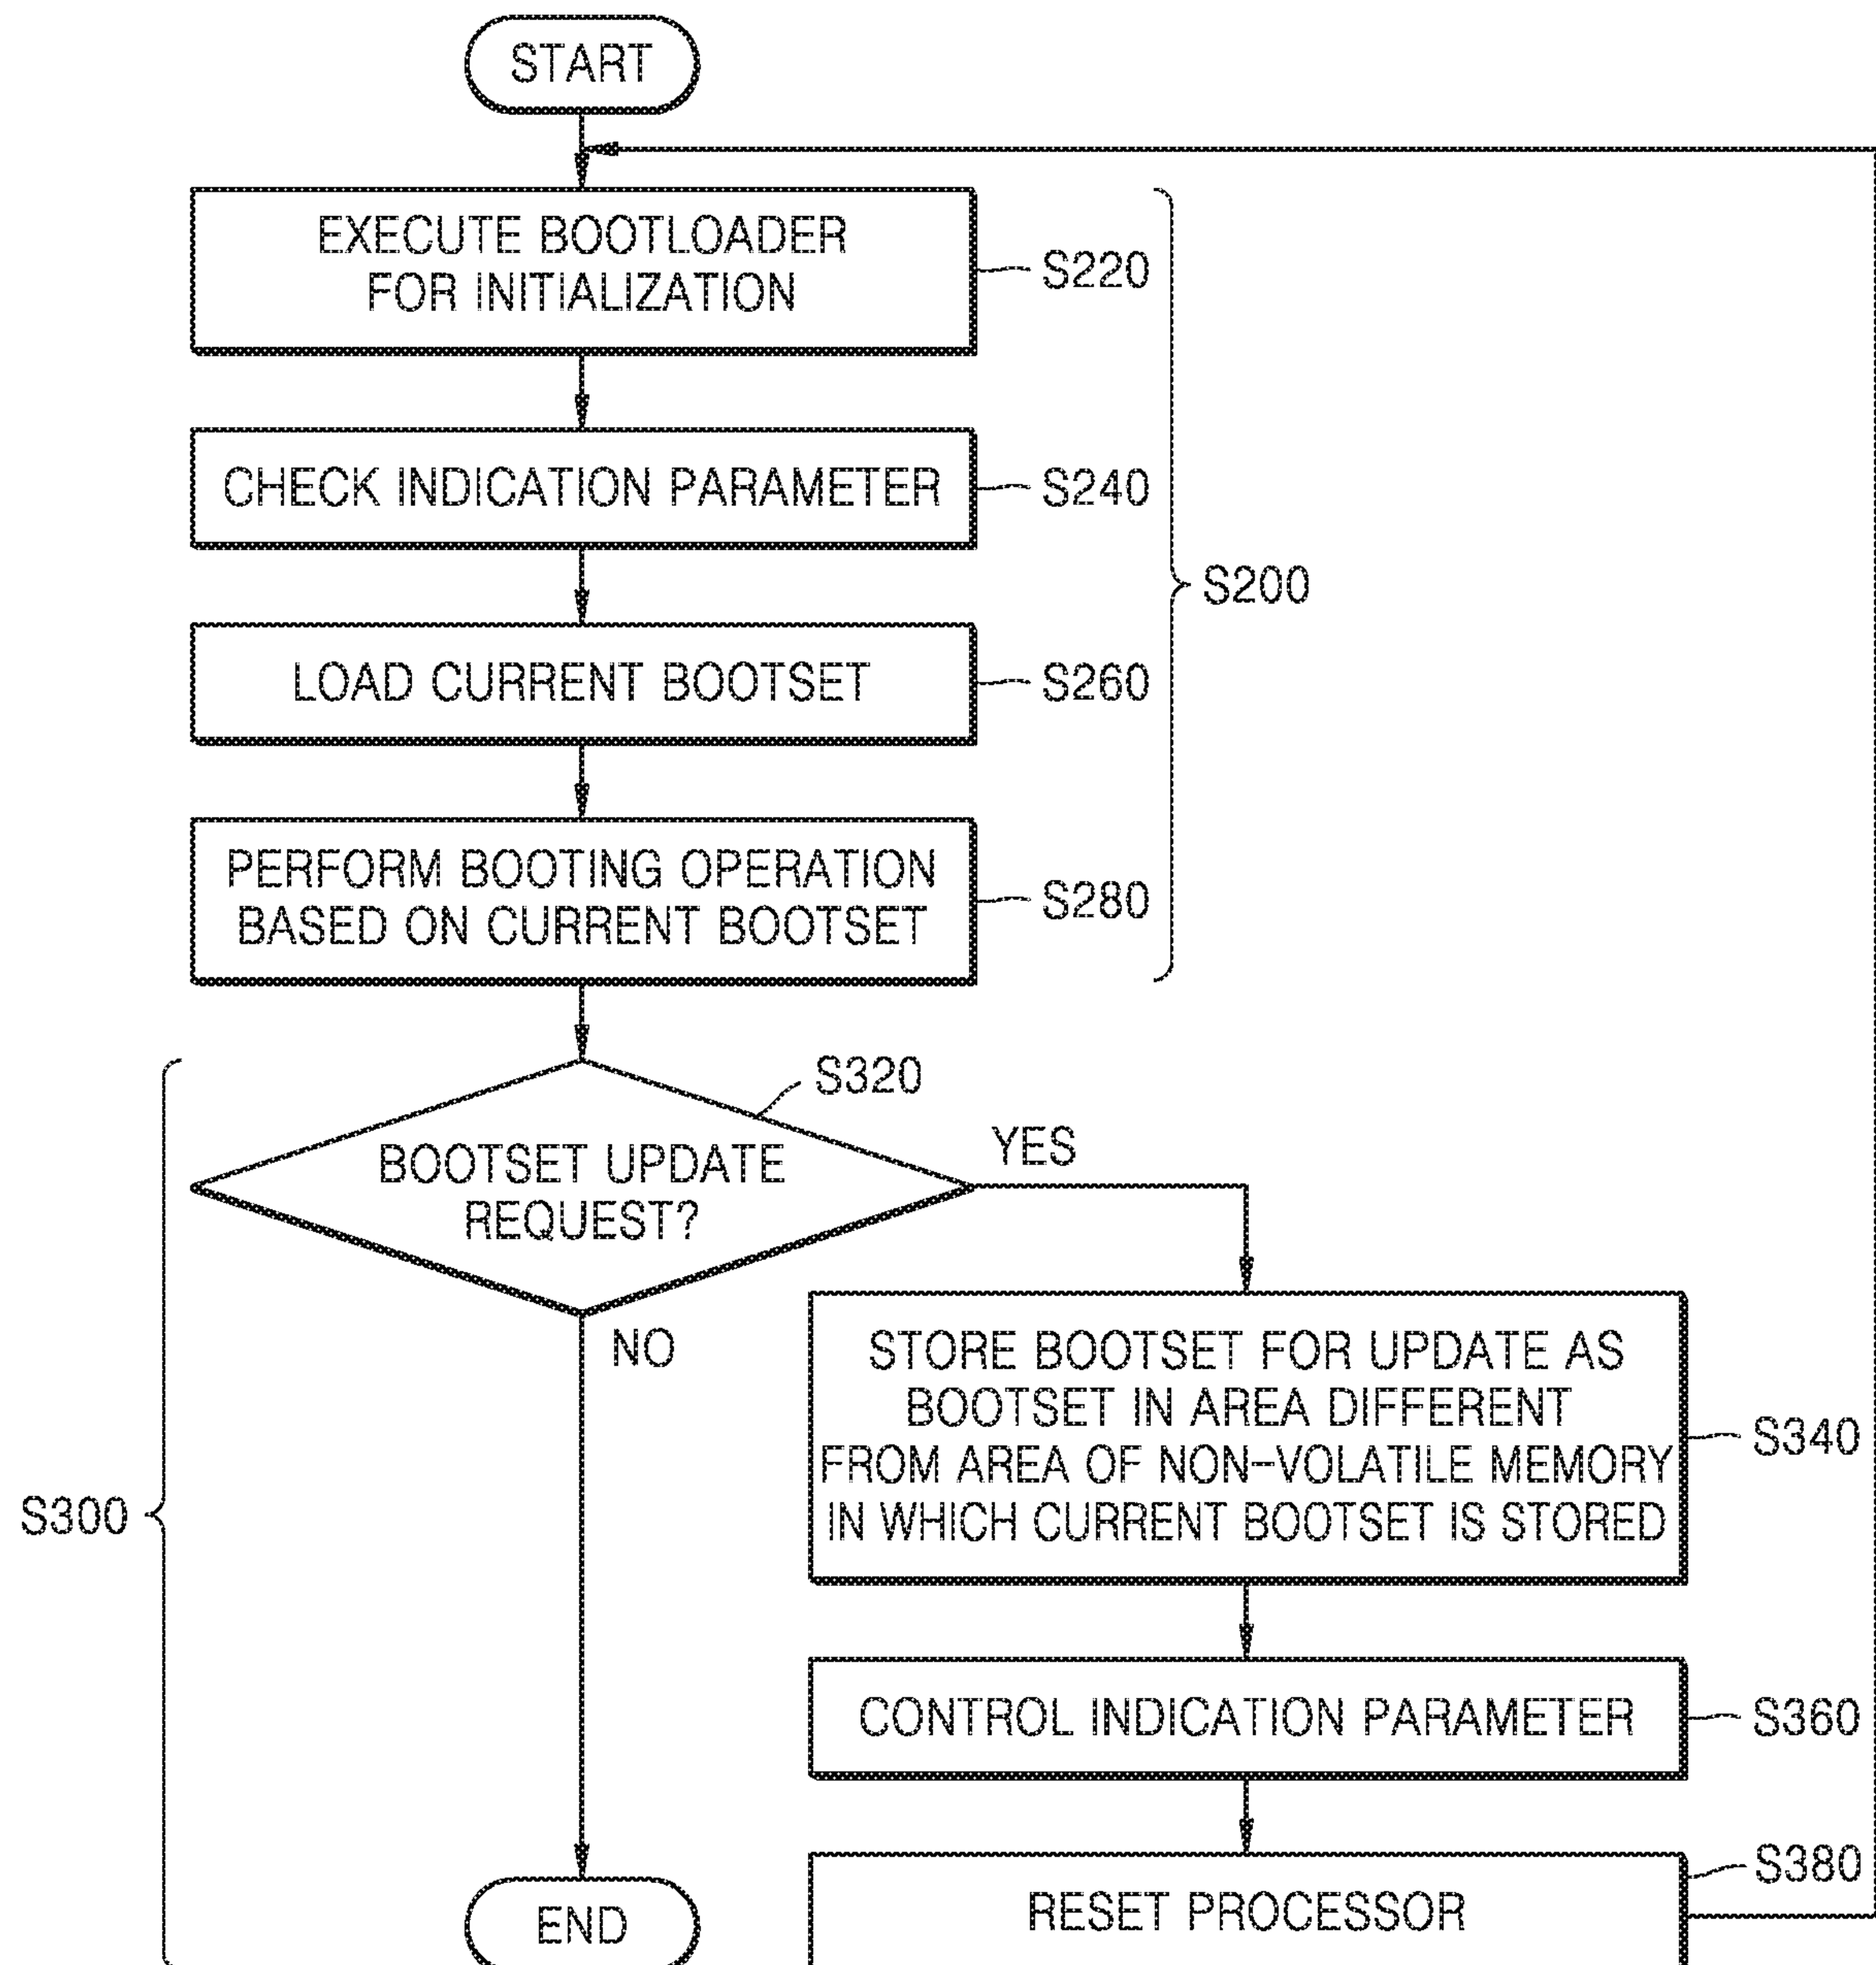 START
EXECUTE BOOTLOADER
FOR INITIALIZATION
S220
CHECK INDICATION PARAMETER
S240
S200
LOAD CURRENT BOOTSET
S260
PERFORM BOOTING OPERATION
BASED ON CURRENT BOOTSET
S280
S320
BOOTSET UPDATE
REQUEST?
YES
NO
S300
STORE BOOTSET FOR UPDATE AS
BOOTSET IN AREA DIFFERENT
FROM AREA OF NON-VOLATILE MEMORY
IN WHICH CURRENT BOOTSET IS STORED
S340
CONTROL INDICATION PARAMETER
S360
RESET PROCESSOR
S380
END